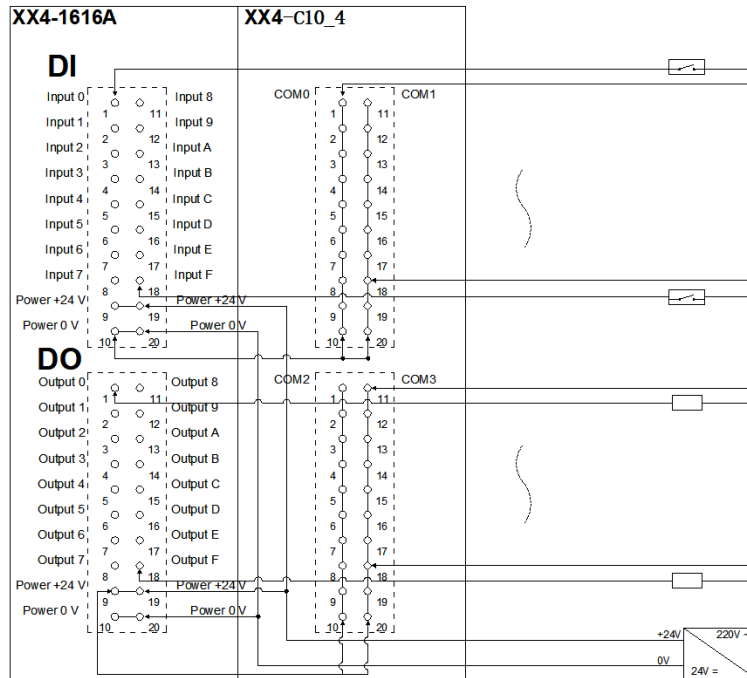 XX4-1616A XX4-C10_4
DI
Input 0 Input 8 COM0 COM1
1 11 1 11
Input 1 Input 9
2 12 2 12
Input 2 Input A
3 13 3 13
Input 3 Input B
4 14 4 14
Input 4 Input C
5 15 5 15
Input 5 Input D
6 16 6 16
Input 6 Input E
7 17 7 17
Input 7 Input F
8 18 8 18
Power +24 V Power +24 V
9 19 9 19
Power 0 V Power 0 V
10 20 10 20
DO
Output 0 Output 8 COM2 COM3
1 11 1 11
Output 1 Output 9
2 12 2 12
Output 2 Output A
3 13 3 13
Output 3 Output B
4 14 4 14
Output 4 Output C
5 15 5 15
Output 5 Output D
6 16 6 16
Output 6 Output E
7 17 7 17
Output 7 Output F
8 18 8 18
Power +24 V Power +24 V
9 19 9 19
Power 0 V Power 0 V
10 20 10 20
+24V 220V ~
0V
24V =